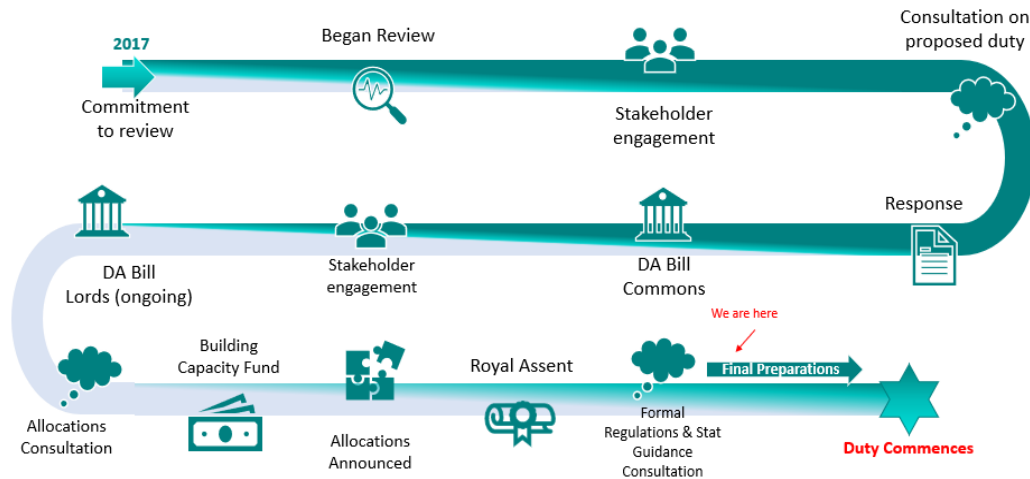 2017
Commitment
to review
Began Review
Stakeholder
engagement
Consultation on
proposed duty
Response
DA Bill
Commons
Stakeholder
engagement
DA Bill
Lords (ongoing)
Allocations
Consultation
Building
Capacity Fund
Allocations
Announced
Royal Assent
Formal
Regulations & Stat
Guidance
Consultation
We are here
Final Preparations
Duty Commences